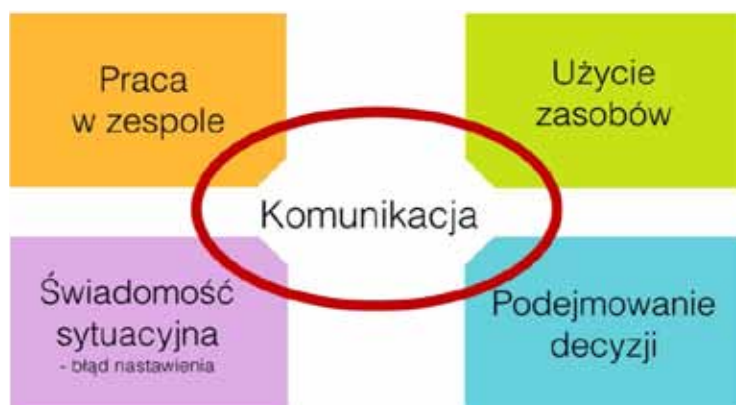 Praca
w zespole
Użycie
zasobów
Komunikacja
Świadomość
sytuacyjna
- błąd nastawienia
Podejmowanie
decyzji